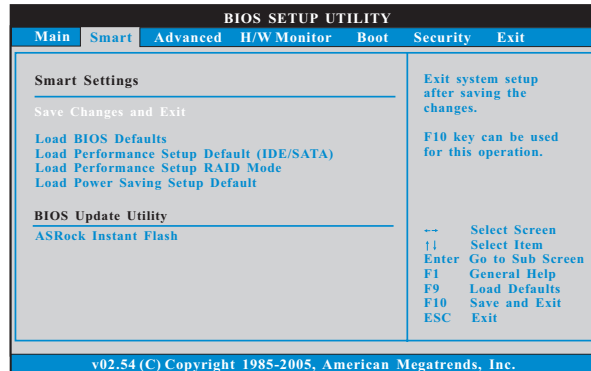 BIOS SETUP UTILITY
Main Smart Advanced H/W Monitor Boot Security Exit
Smart Settings
Save Changes and Exit
Load BIOS Defaults
Load Performance Setup Default (IDE/SATA)
Load Performance Setup RAID Mode
Load Power Saving Setup Default
BIOS Update Utility
ASRock Instant Flash
Exit system setup
after saving the
changes.
F10 key can be used
for this operation.
←→ Select Screen
↑↓ Select Item
Enter Go to Sub Screen
F1 General Help
F9 Load Defaults
F10 Save and Exit
ESC Exit
v02.54 (C) Copyright 1985-2005, American Megatrends, Inc.